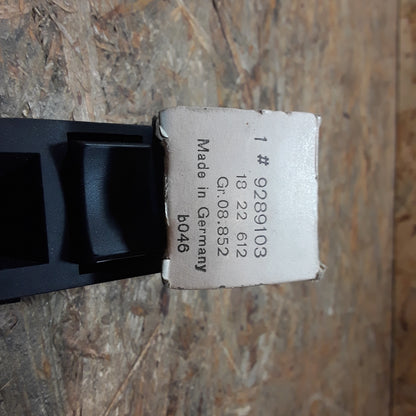 1 # 9289103
18 22 612
Gr.08.852
Made in Germany
b046